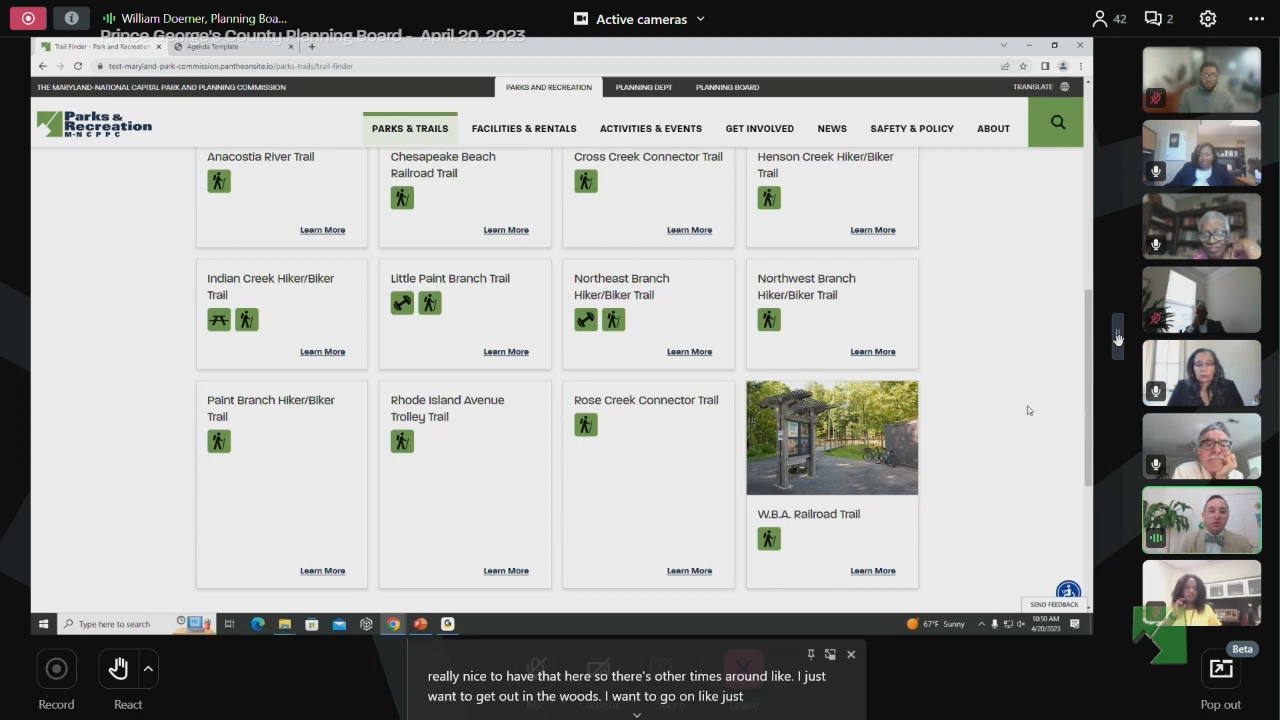 William Doerner, Planning Boa...
Active cameras
42
2
Prince George's County Planning Board - April 20, 2023
Trail Finder - Park and Recreation
Agenda Template
test-maryland-park-commission.pantheonsite.io/parks-trails/trail-finder
THE MARYLAND-NATIONAL CAPITAL PARK AND PLANNING COMMISSION
PARKS AND RECREATION
PLANNING DEPT
PLANNING BOARD
TRANSLATE
Parks &
Recreation
M-NCPPC
PARKS & TRAILS
FACILITIES & RENTALS
ACTIVITIES & EVENTS
GET INVOLVED
NEWS
SAFETY & POLICY
ABOUT
Anacostia River Trail
Learn More
Chesapeake Beach
Railroad Trail
Learn More
Cross Creek Connector Trail
Learn More
Henson Creek Hiker/Biker
Trail
Learn More
Indian Creek Hiker/Biker
Trail
Learn More
Little Paint Branch Trail
Learn More
Northeast Branch
Hiker/Biker Trail
Learn More
Northwest Branch
Hiker/Biker Trail
Learn More
Paint Branch Hiker/Biker
Trail
Learn More
Rhode Island Avenue
Trolley Trail
Learn More
Rose Creek Connector Trail
Learn More
W.B.A. Railroad Trail
Learn More
SEND FEEDBACK
Type here to search
67°F Sunny
10:50 AM
4/20/2023
Record
React
really nice to have that here so there's other times around like. I just
want to get out in the woods. I want to go on like just
Beta
Pop out